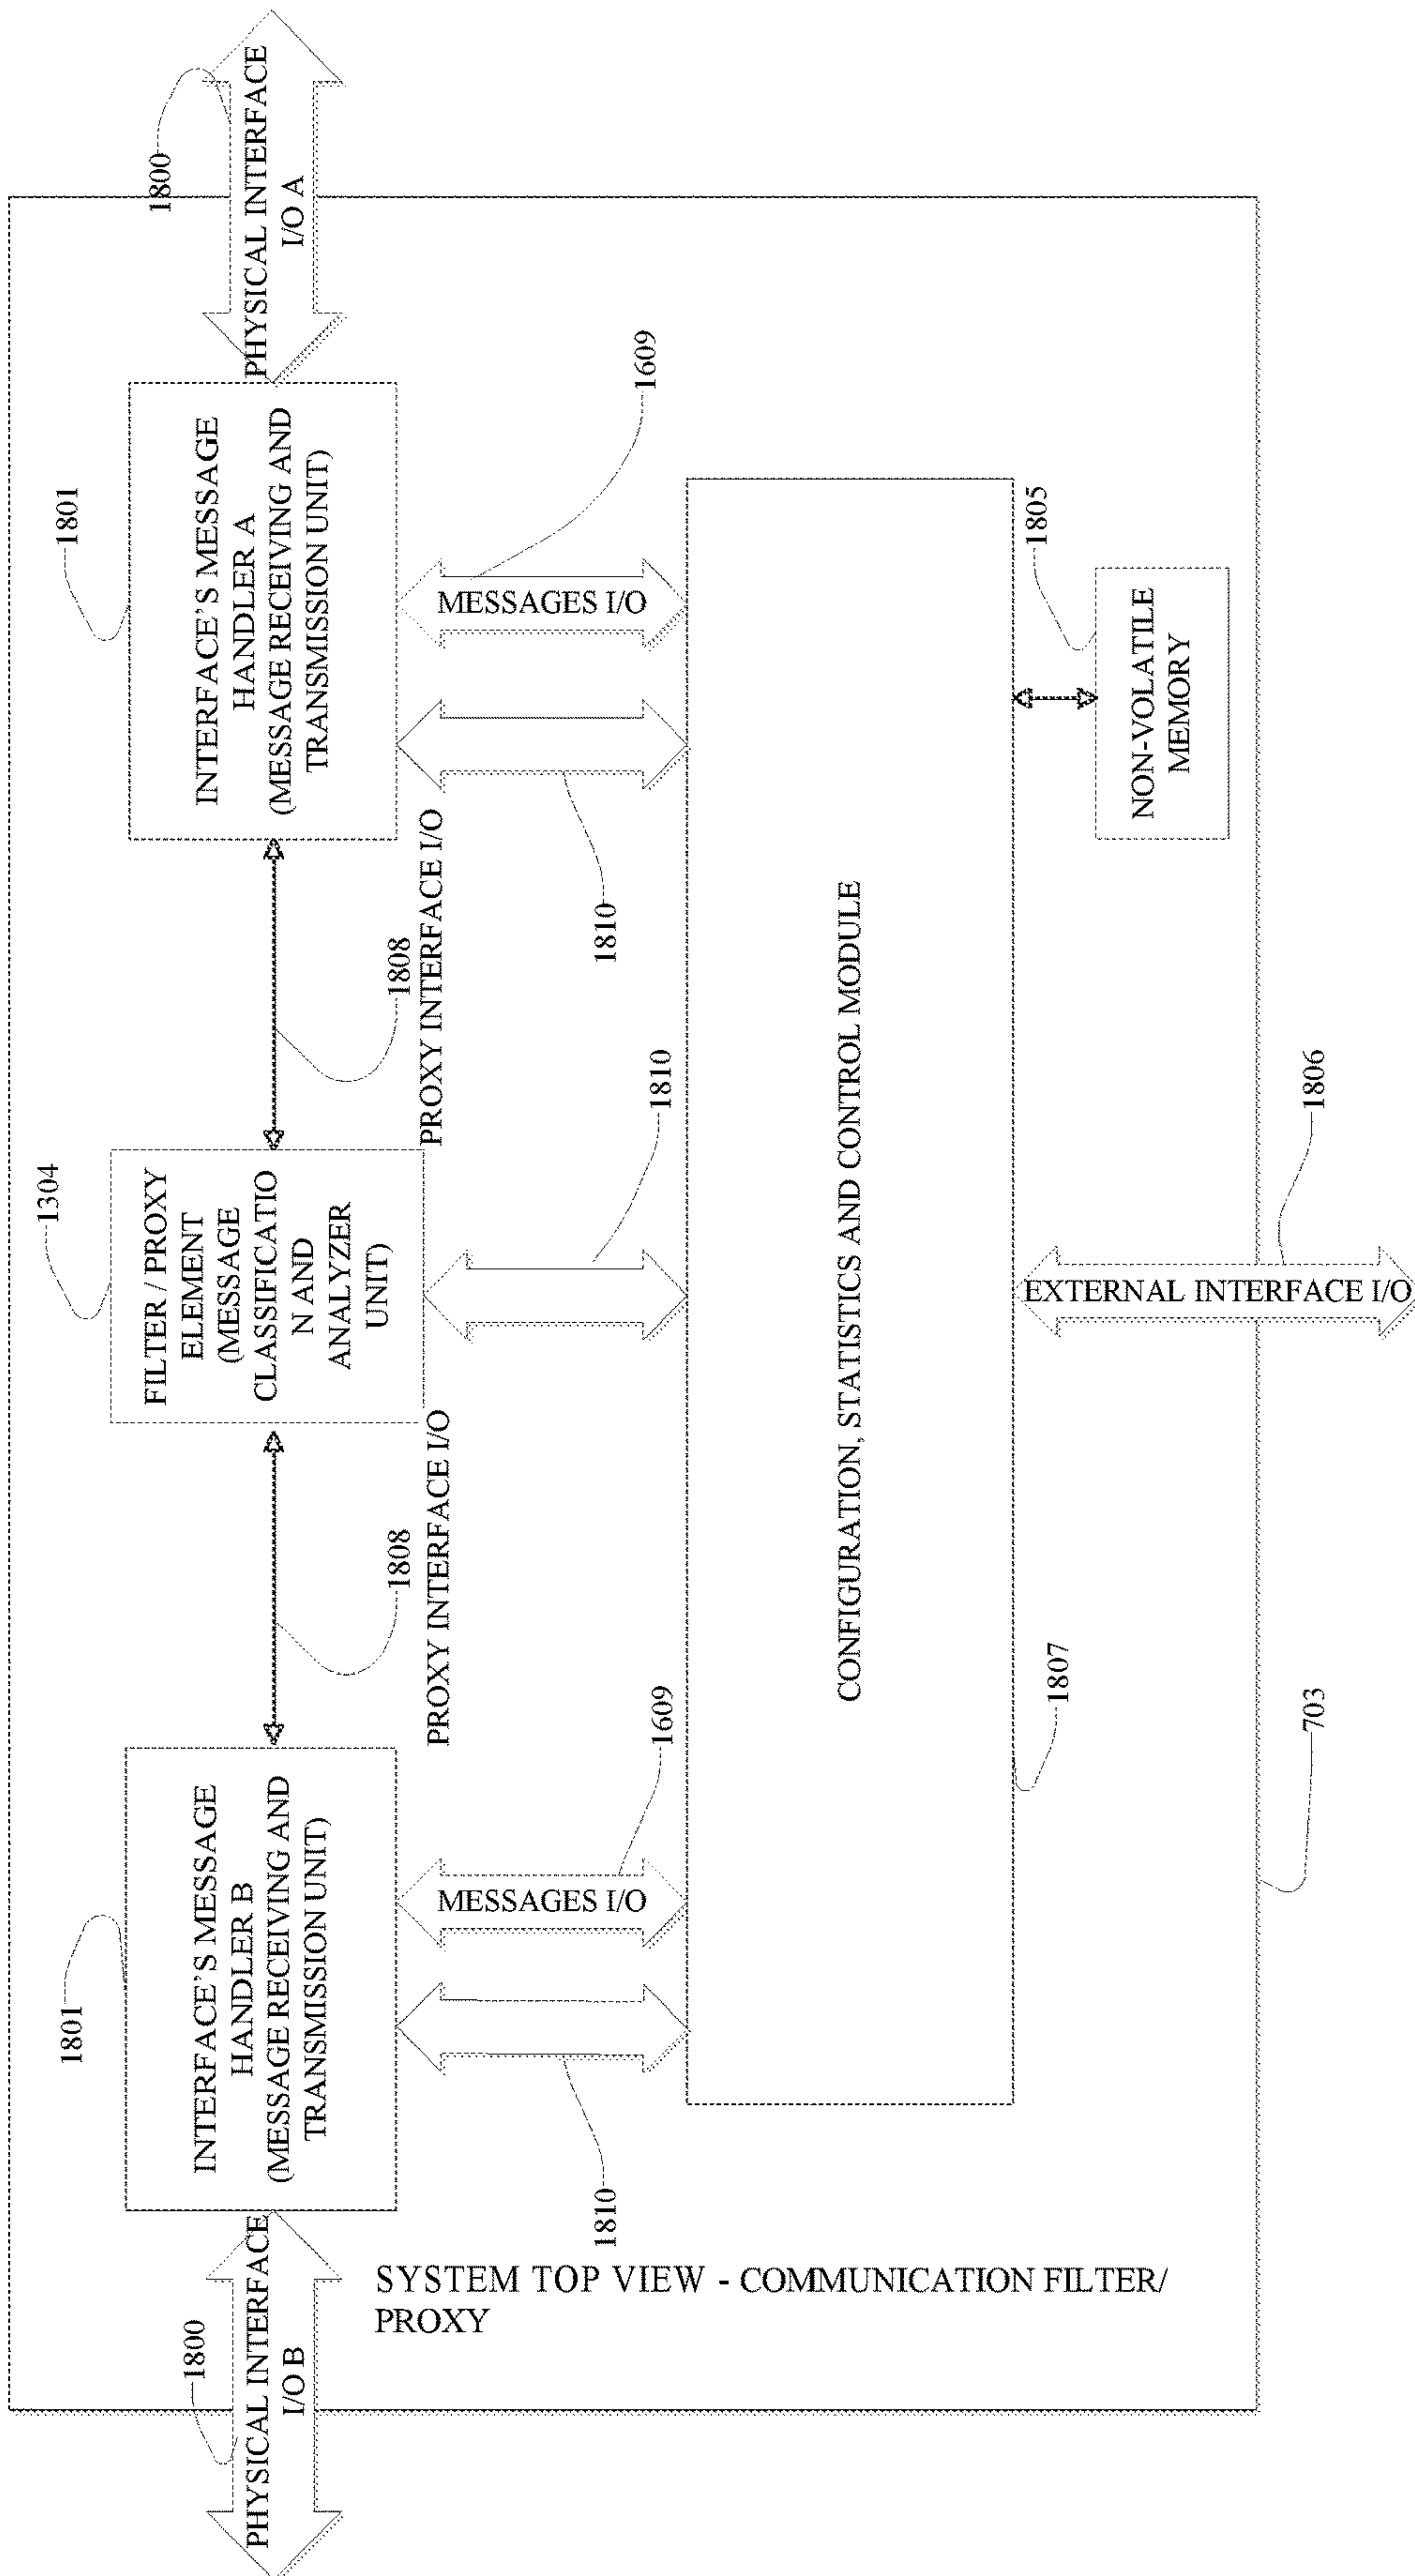 1800
PHYSICAL INTERFACE
I/O A
1801
INTERFACE'S MESSAGE
HANDLER A
(MESSAGE RECEIVING AND
TRANSMISSION UNIT)
1609
MESSAGES I/O
1810
1805
NON-VOLATILE
MEMORY
1808
PROXY INTERFACE I/O
1304
FILTER / PROXY
ELEMENT
(MESSAGE
CLASSIFICATIO
N AND
ANALYZER
UNIT)
1810
CONFIGURATION, STATISTICS AND CONTROL MODULE
1806
EXTERNAL INTERFACE I/O
1808
PROXY INTERFACE I/O
1807
703
1801
INTERFACE'S MESSAGE
HANDLER B
(MESSAGE RECEIVING AND
TRANSMISSION UNIT)
1609
MESSAGES I/O
1810
1800
PHYSICAL INTERFACE
I/O B
SYSTEM TOP VIEW - COMMUNICATION FILTER/
PROXY